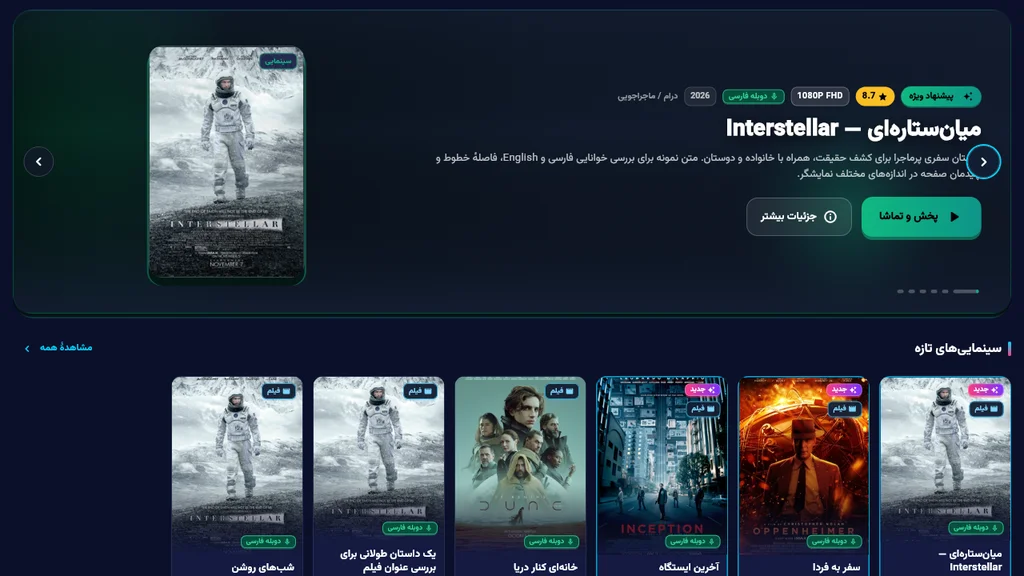 سینمایی
پیشنهاد ویژه
8.7
1080P FHD
دوبله فارسی
2026
درام / ماجراجویی
میان‌ستاره‌ای — Interstellar
سفری پرماجرا برای کشف حقیقت، همراه با خانواده و دوستان. متن نمونه برای بررسی خوانایی فارسی و English، فاصلهٔ خطوط و
صفحه در اندازه‌های مختلف نمایشگر.
پخش و تماشا
جزئیات بیشتر
INTERSTELLAR
NOVEMBER 7
سینمایی‌های تازه
مشاهدهٔ همه
جدید
فیلم
INTERSTELLAR
دوبله فارسی
میان‌ستاره‌ای —
Interstellar
جدید
فیلم
OPPENHEIMER
دوبله فارسی
سفر به فردا
جدید
فیلم
INCEPTION
دوبله فارسی
آخرین ایستگاه
فیلم
DUNE
دوبله فارسی
خانه‌ای کنار دریا
فیلم
INTERSTELLAR
دوبله فارسی
یک داستان طولانی برای
بررسی عنوان فیلم
فیلم
INTERSTELLAR
دوبله فارسی
شب‌های روشن